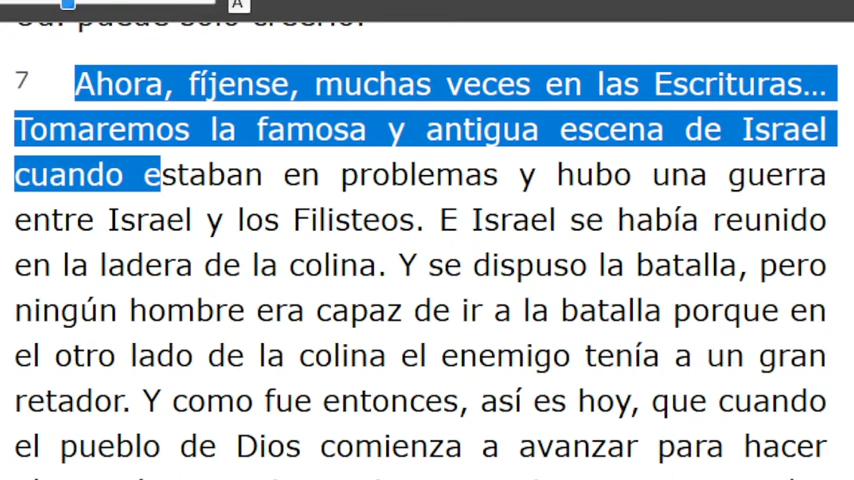 A
Ud. puede sólo creerlo.
7 Ahora, fíjense, muchas veces en las Escrituras...
Tomaremos la famosa y antigua escena de Israel
cuando estaban en problemas y hubo una guerra
entre Israel y los Filisteos. E Israel se había reunido
en la ladera de la colina. Y se dispuso la batalla, pero
ningún hombre era capaz de ir a la batalla porque en
el otro lado de la colina el enemigo tenía a un gran
retador. Y como fue entonces, así es hoy, que cuando
el pueblo de Dios comienza a avanzar para hacer